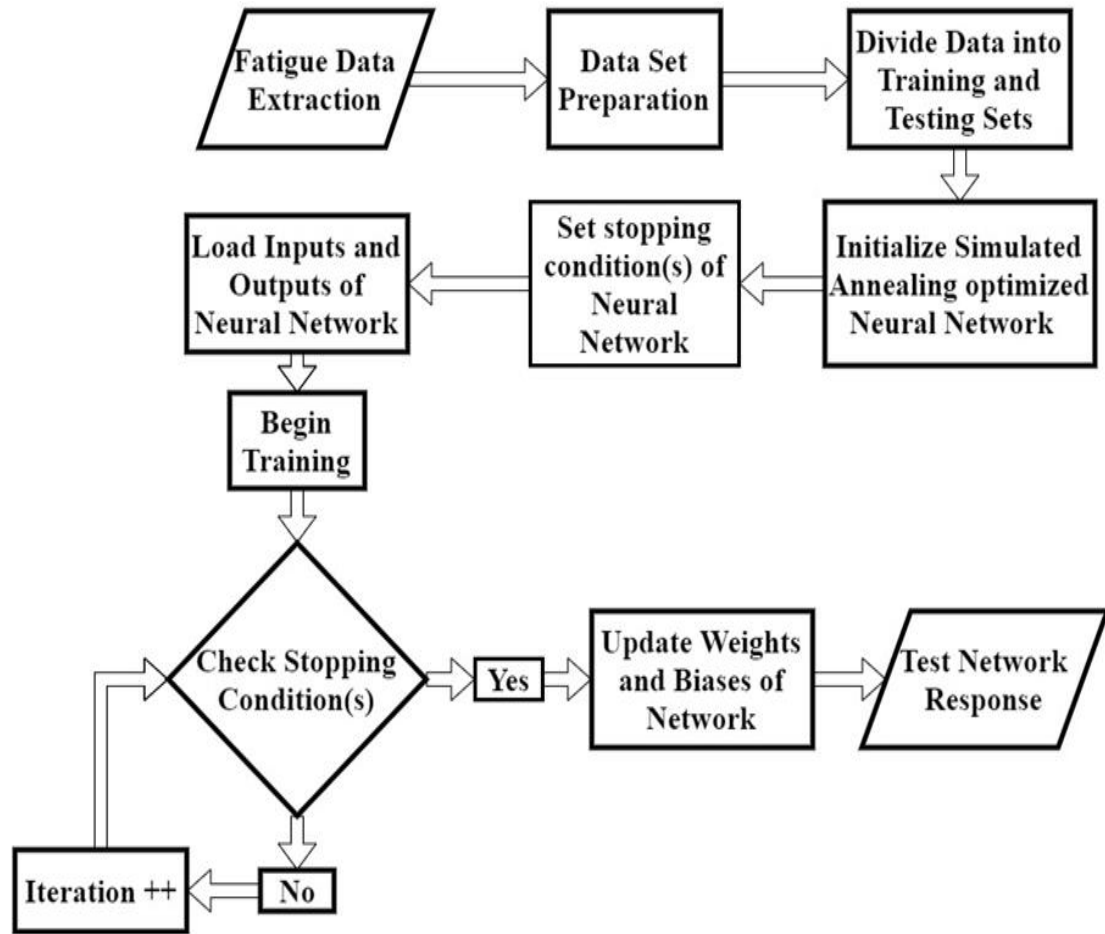 Fatigue Data
Extraction
Data Set
Preparation
Divide Data into
Training and
Testing Sets
Initialize Simulated
Annealing optimized
Neural Network
Set stopping
condition(s) of
Neural
Network
Load Inputs and
Outputs of
Neural Network
Begin
Training
Check Stopping
Condition(s)
Yes
Update Weights
and Biases of
Network
Test Network
Response
No
Iteration ++